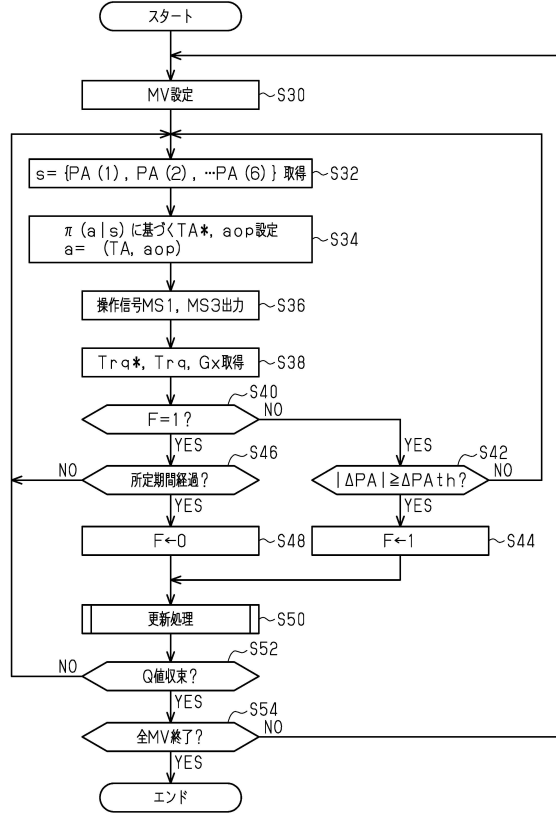 スタート
MV設定
S30
s= {PA (1) , PA (2) , …PA (6) } 取得
S32
π (a|s) に基づくTA*, aop設定
a= (TA, aop)
S34
操作信号MS1, MS3出力
S36
Trq*, Trq, Gx取得
S38
S40
F=1?
NO
YES
YES
S46
所定期間経過?
NO
YES
S42
|ΔPA|≧ΔPAth?
NO
YES
F←0
S48
F←1
S44
更新処理
S50
S52
Q値収束?
NO
YES
S54
全MV終了?
NO
YES
エンド